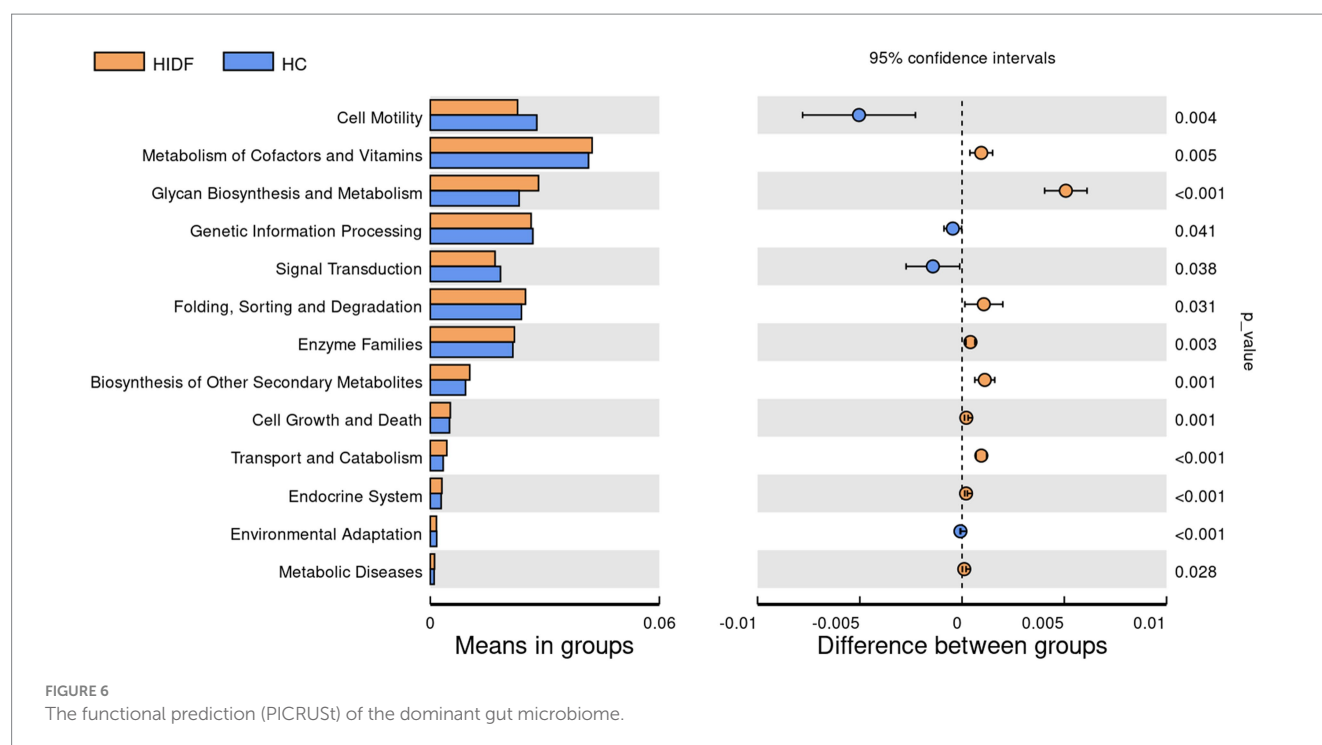 HIDF HC
95% confidence intervals
Cell Motility 0.004
Metabolism of Cofactors and Vitamins 0.005
Glycan Biosynthesis and Metabolism <0.001
Genetic Information Processing 0.041
Signal Transduction 0.038
Folding, Sorting and Degradation 0.031
Enzyme Families 0.003
Biosynthesis of Other Secondary Metabolites 0.001
Cell Growth and Death 0.001
Transport and Catabolism <0.001
Endocrine System <0.001
Environmental Adaptation <0.001
Metabolic Diseases 0.028
p_value
0 0.06 -0.01 -0.005 0 0.005 0.01
Means in groups Difference between groups
FIGURE 6
The functional prediction (PICRUSt) of the dominant gut microbiome.